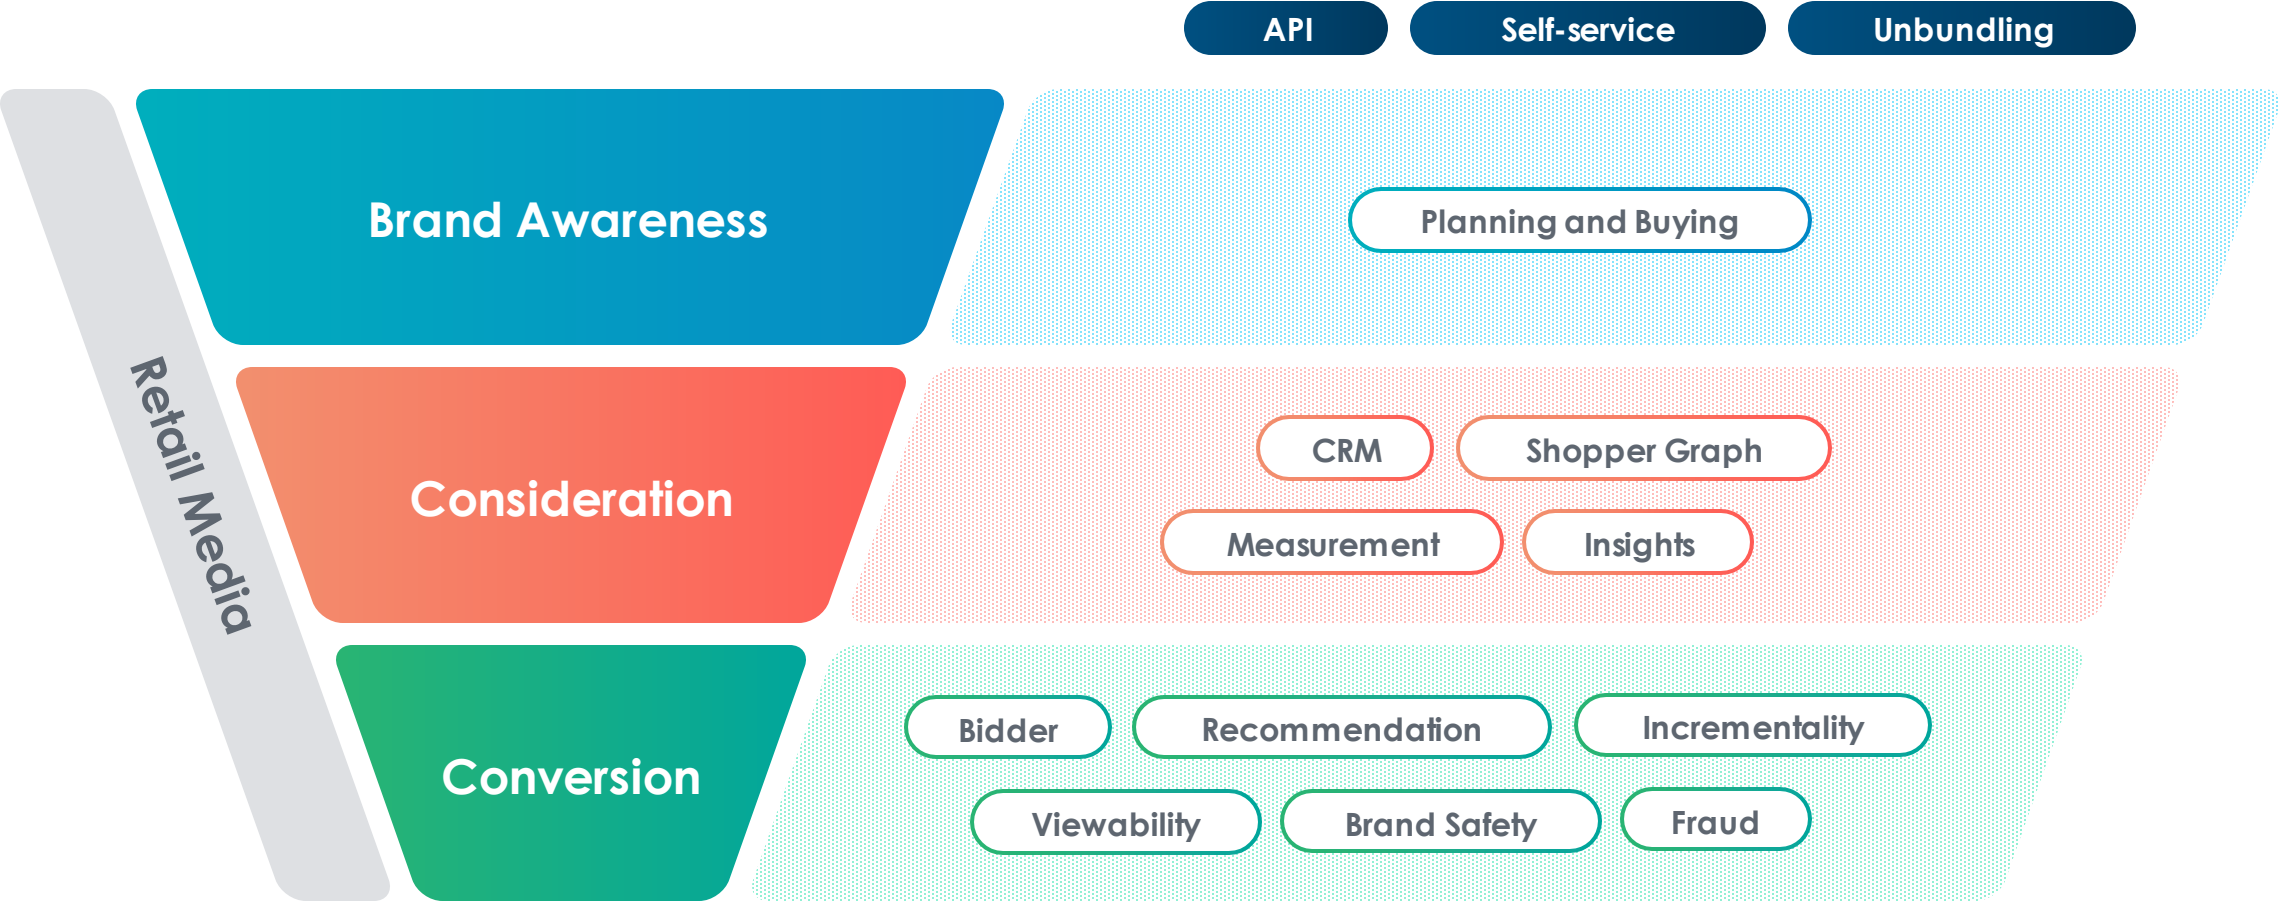 API
Self-service
Unbundling
Retail Media
Brand Awareness
Planning and Buying
Consideration
CRM
Shopper Graph
Measurement
Insights
Conversion
Bidder
Recommendation
Incrementality
Viewability
Brand Safety
Fraud